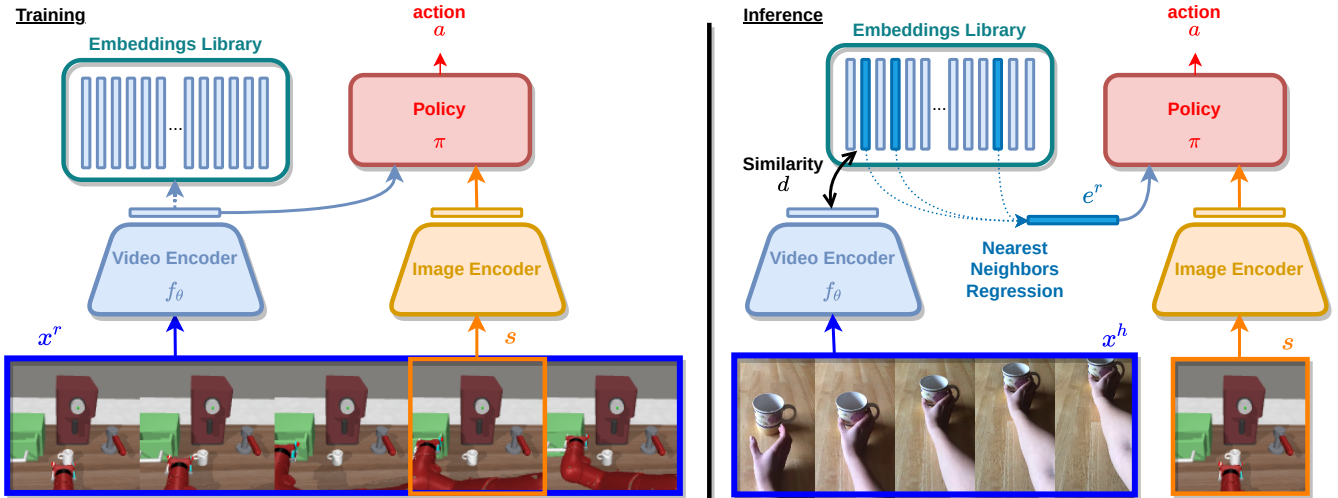 Training
Embeddings Library
...
action
a
Policy
π
Video Encoder
f_θ
Image Encoder
x^r
s
Inference
Embeddings Library
...
action
a
Policy
π
Similarity
d
e^r
Video Encoder
f_θ
Nearest
Neighbors
Regression
Image Encoder
x^h
s